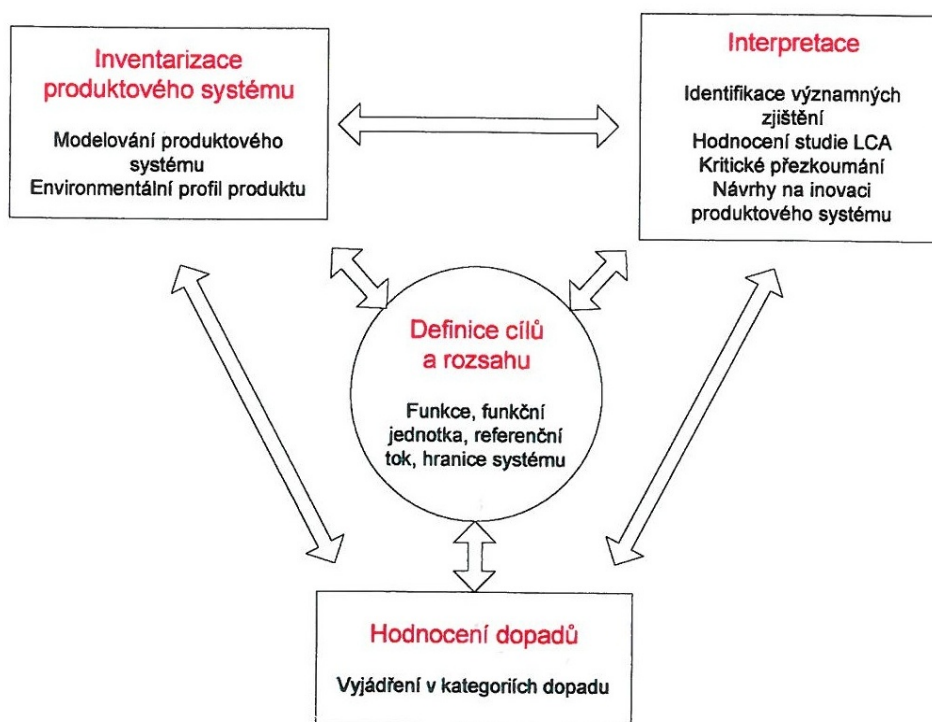 Inventarizace
produktového systému
Modelování produktového
systému
Environmentální profil produktu
Interpretace
Identifikace významných
zjištění
Hodnocení studie LCA
Kritické přezkoumání
Návrhy na inovaci
produktového systému
Definice cílů
a rozsahu
Funkce, funkční
jednotka, referenční
tok, hranice systému
Hodnocení dopadů
Vyjádření v kategoriích dopadu